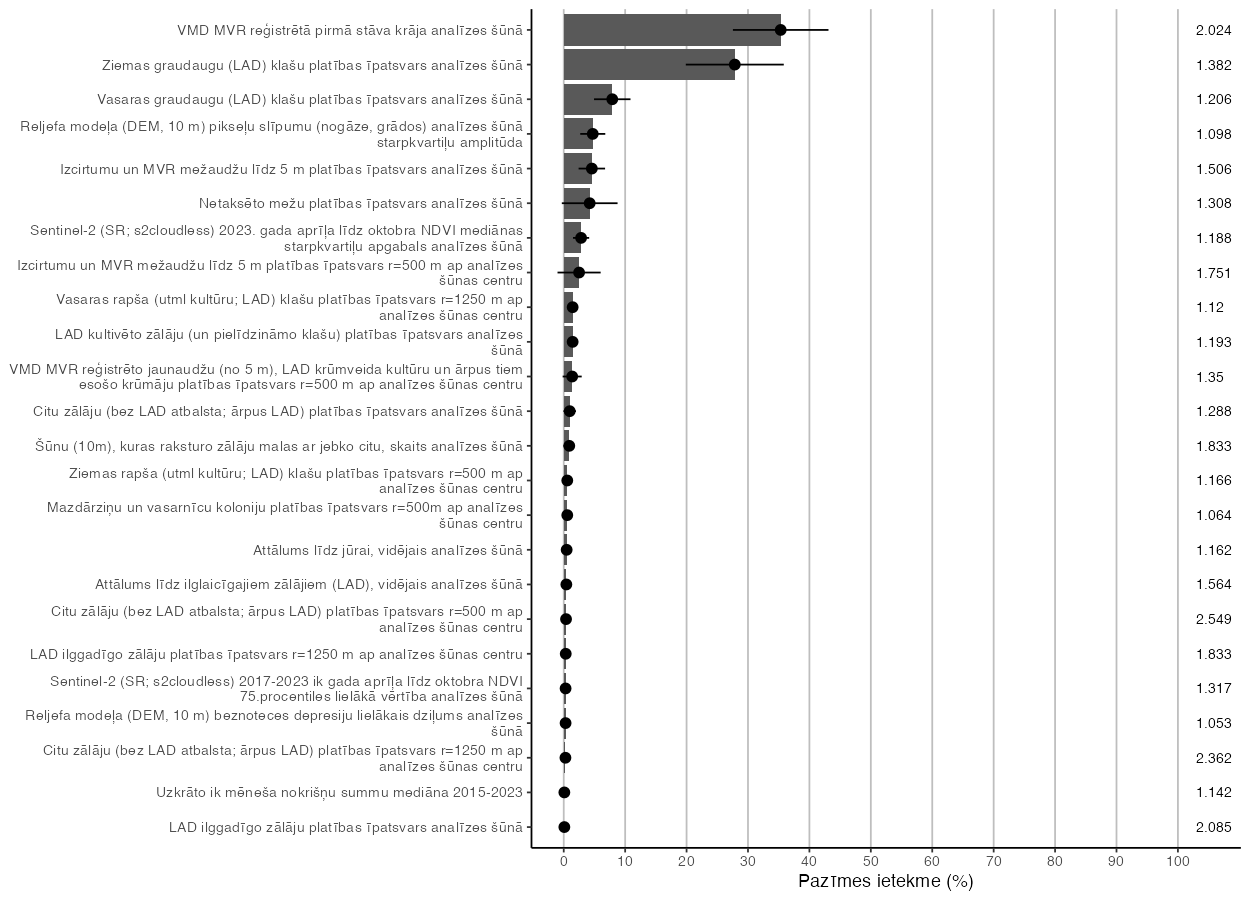 VMD MVR reģistrētā pirmā stāva krāja analīzes šūnā 2.024
Ziemas graudaugu (LAD) klašu platības īpatsvars analīzes šūnā 1.382
Vasaras graudaugu (LAD) klašu platības īpatsvars analīzes šūnā 1.206
Reljefa modeļa (DEM, 10 m) pikseļu slīpumu (nogāze, grādos) analīzes šūnā
starpkvartiļu amplitūda 1.098
Izcirtumu un MVR mežaudžu līdz 5 m platības īpatsvars analīzes šūnā 1.506
Netaksēto mežu platības īpatsvars analīzes šūnā 1.308
Sentinel-2 (SR; s2cloudless) 2023. gada aprīļa līdz oktobra NDVI mediānas
starpkvartiļu apgabals analīzes šūnā 1.188
Izcirtumu un MVR mežaudžu līdz 5 m platības īpatsvars r=500 m ap analīzes
šūnas centru 1.751
Vasaras rapša (utml kultūru; LAD) klašu platības īpatsvars r=1250 m ap
analīzes šūnas centru 1.12
LAD kultivēto zālāju (un pielīdzināmo klašu) platības īpatsvars analīzes
šūnā 1.193
VMD MVR reģistrēto jaunaudžu (no 5 m), LAD krūmveida kultūru un ārpus tiem
esošo krūmāju platības īpatsvars r=500 m ap analīzes šūnas centru 1.35
Citu zālāju (bez LAD atbalsta; ārpus LAD) platības īpatsvars analīzes šūnā 1.288
Šūnu (10m), kuras raksturo zālāju malas ar jebko citu, skaits analīzes šūnā 1.833
Ziemas rapša (utml kultūru; LAD) klašu platības īpatsvars r=500 m ap
analīzes šūnas centru 1.166
Mazdārziņu un vasarnīcu koloniju platības īpatsvars r=500m ap analīzes
šūnas centru 1.064
Attālums līdz jūrai, vidējais analīzes šūnā 1.162
Attālums līdz ilglaicīgajiem zālājiem (LAD), vidējais analīzes šūnā 1.564
Citu zālāju (bez LAD atbalsta; ārpus LAD) platības īpatsvars r=500 m ap
analīzes šūnas centru 2.549
LAD ilggadīgo zālāju platības īpatsvars r=1250 m ap analīzes šūnas centru 1.833
Sentinel-2 (SR; s2cloudless) 2017-2023 ik gada aprīļa līdz oktobra NDVI
75.procentiles lielākā vērtība analīzes šūnā 1.317
Reljefa modeļa (DEM, 10 m) beznoteces depresiju lielākais dziļums analīzes
šūnā 1.053
Citu zālāju (bez LAD atbalsta; ārpus LAD) platības īpatsvars r=1250 m ap
analīzes šūnas centru 2.362
Uzkrāto ik mēneša nokrišņu summu mediāna 2015-2023 1.142
LAD ilggadīgo zālāju platības īpatsvars analīzes šūnā 2.085
0 10 20 30 40 50 60 70 80 90 100
Pazīmes ietekme (%)